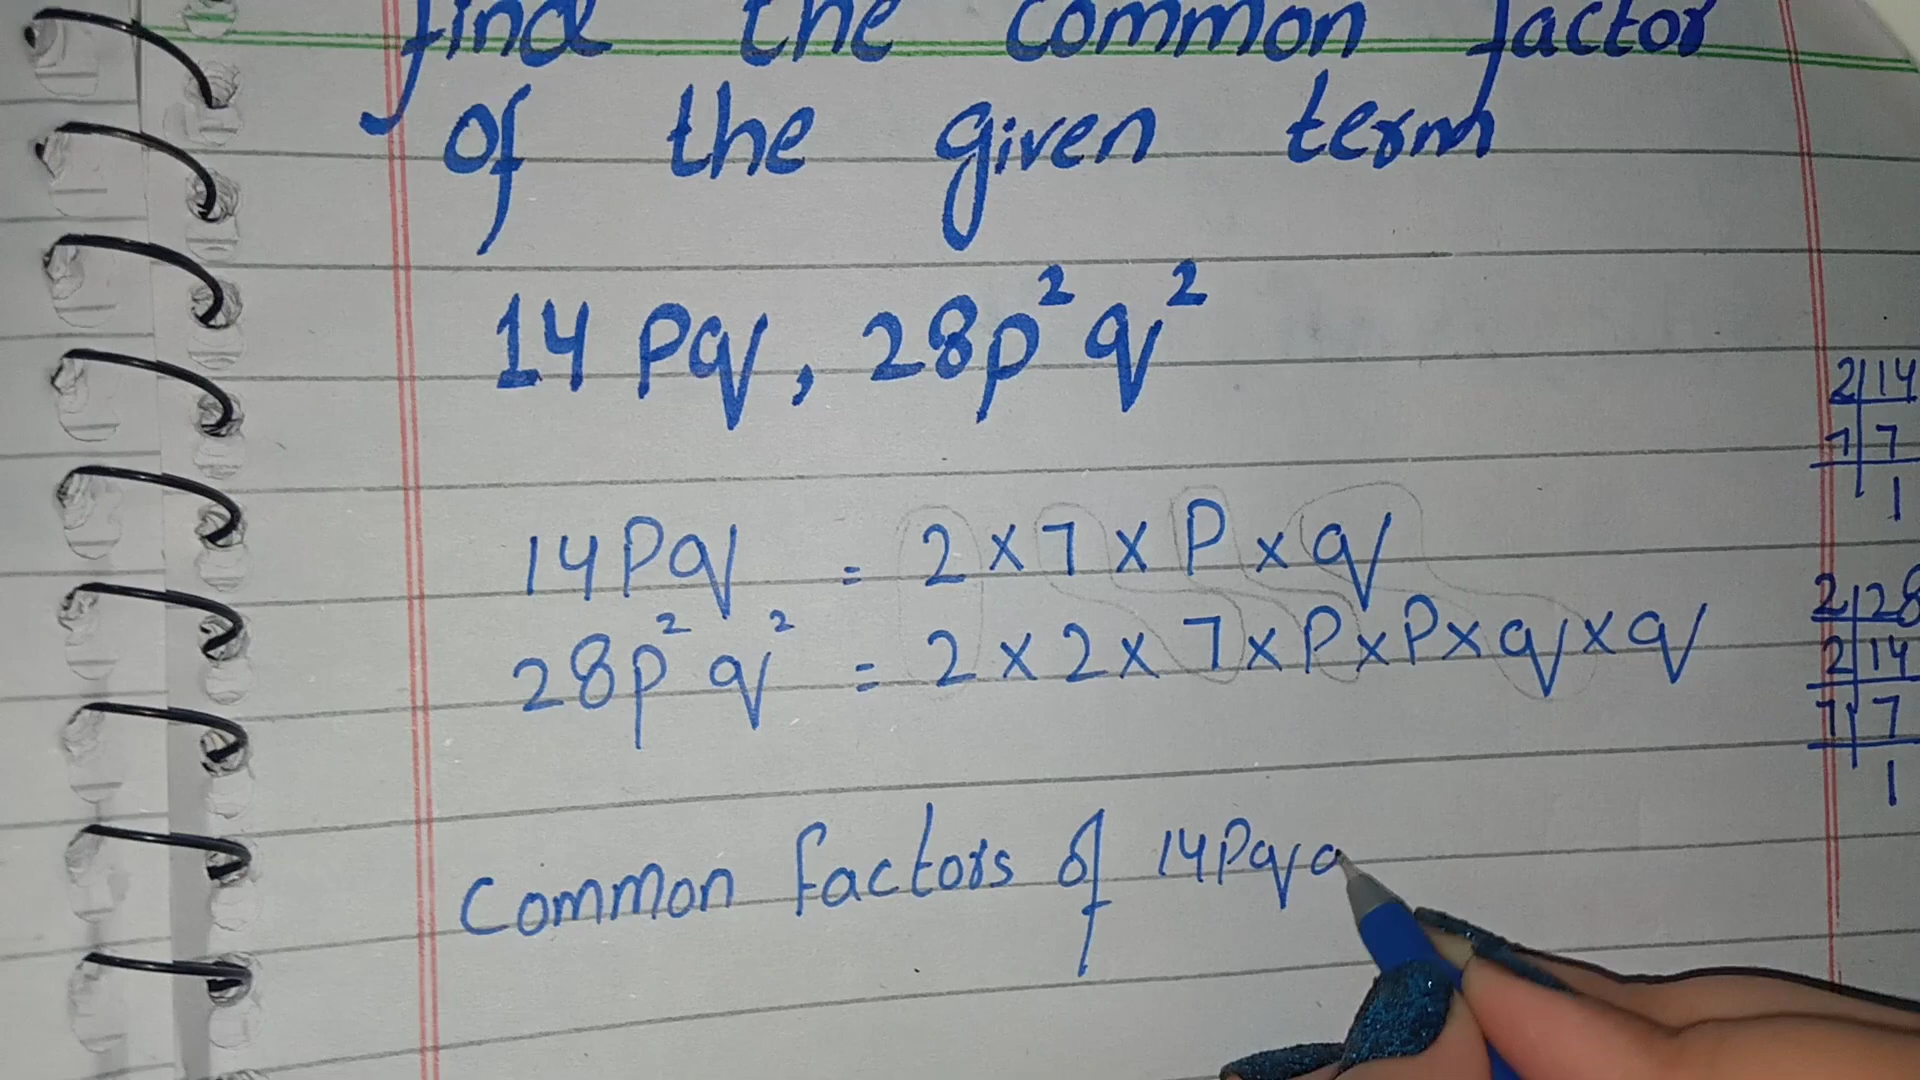 find the common factor
of the given term
14 pq, 28p²q²
14Pq = 2×7×P×q
28p²q² = 2×2×7×P×P×q×q
Common factors of 14Pq a
2|14
7|7
1
2|28
2|14
7|7
1